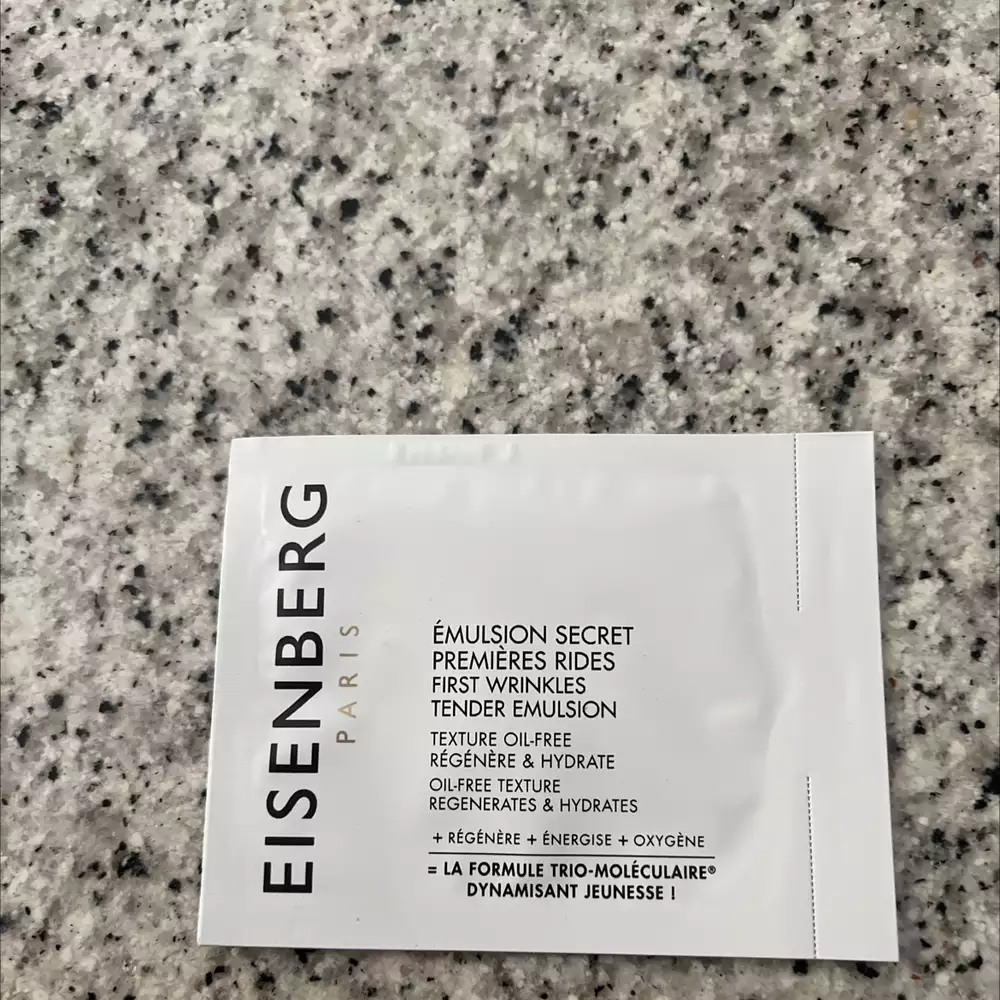 EISENBERG
PARIS
ÉMULSION SECRET
PREMIÈRES RIDES
FIRST WRINKLES
TENDER EMULSION
TEXTURE OIL-FREE
RÉGÉNÈRE & HYDRATE
OIL-FREE TEXTURE
REGENERATES & HYDRATES
+ RÉGÉNÈRE + ÉNERGISE + OXYGÈNE
= LA FORMULE TRIO-MOLÉCULAIRE®
DYNAMISANT JEUNESSE !